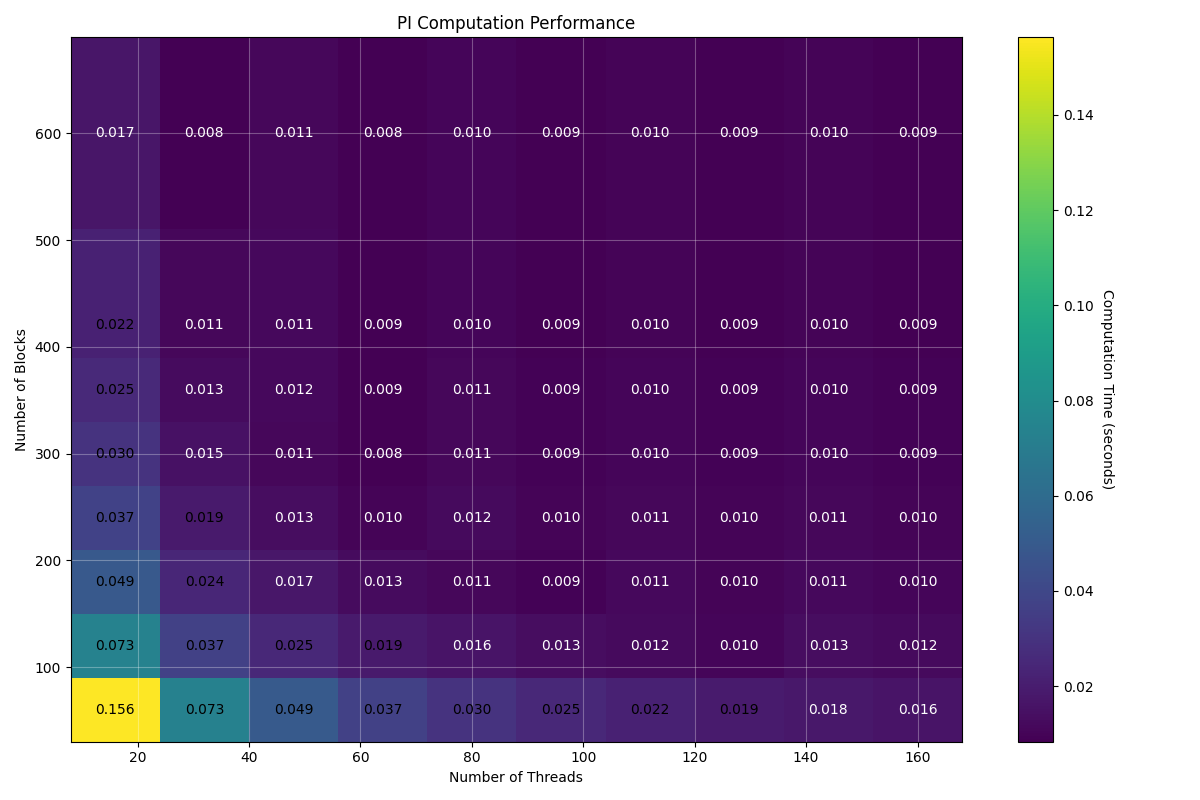 PI Computation Performance
600 0.017 0.008 0.011 0.008 0.010 0.009 0.010 0.009 0.010 0.009
500
0.022 0.011 0.011 0.009 0.010 0.009 0.010 0.009 0.010 0.009
400
0.025 0.013 0.012 0.009 0.011 0.009 0.010 0.009 0.010 0.009
300 0.030 0.015 0.011 0.008 0.011 0.009 0.010 0.009 0.010 0.009
0.037 0.019 0.013 0.010 0.012 0.010 0.011 0.010 0.011 0.010
200
0.049 0.024 0.017 0.013 0.011 0.009 0.011 0.010 0.011 0.010
0.073 0.037 0.025 0.019 0.016 0.013 0.012 0.010 0.013 0.012
100
0.156 0.073 0.049 0.037 0.030 0.025 0.022 0.019 0.018 0.016
20 40 60 80 100 120 140 160
Number of Threads
Number of Blocks
0.14
0.12
0.10
0.08
0.06
0.04
0.02
Computation Time (seconds)